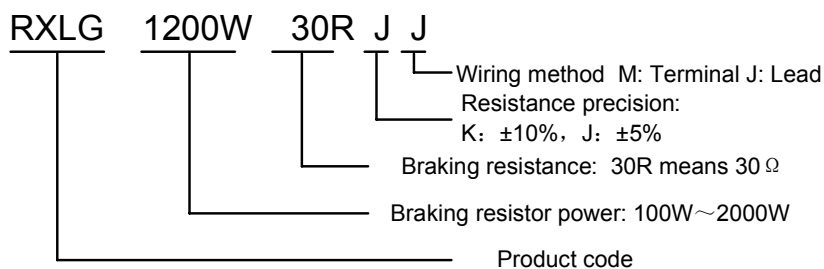 RXLG 1200W 30R J J
Wiring method M: Terminal J: Lead
Resistance precision:
K：±10%，J：±5%
Braking resistance: 30R means 30Ω
Braking resistor power: 100W～2000W
Product code